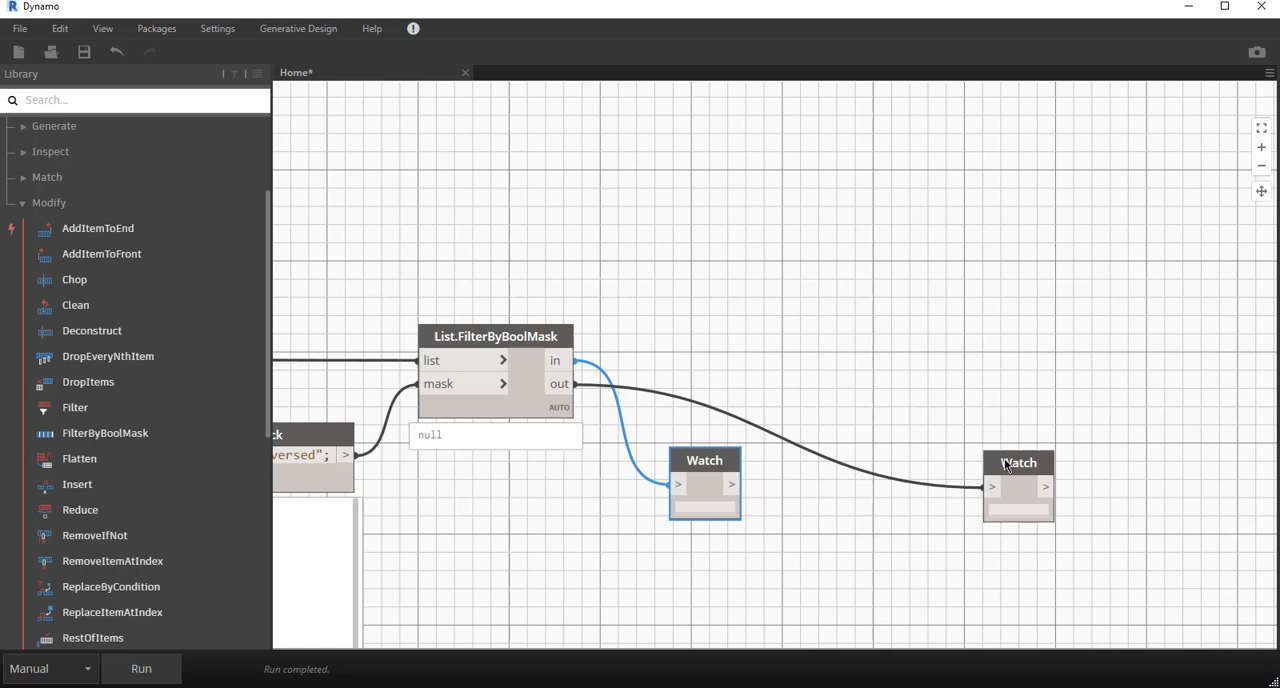 Dynamo
File Edit View Packages Settings Generative Design Help
Library
Home*
Search...
Generate
Inspect
Match
Modify
AddItemToEnd
AddItemToFront
Chop
Clean
Deconstruct
DropEveryNthItem
DropItems
Filter
FilterByBoolMask
Flatten
Insert
Reduce
RemoveIfNot
RemoveItemAtIndex
ReplaceByCondition
ReplaceItemAtIndex
RestOfItems
List.FilterByBoolMask
list > in
mask > out
AUTO
null
ck
versed"; >
Watch
> >
Watch
> >
Manual Run Run completed.